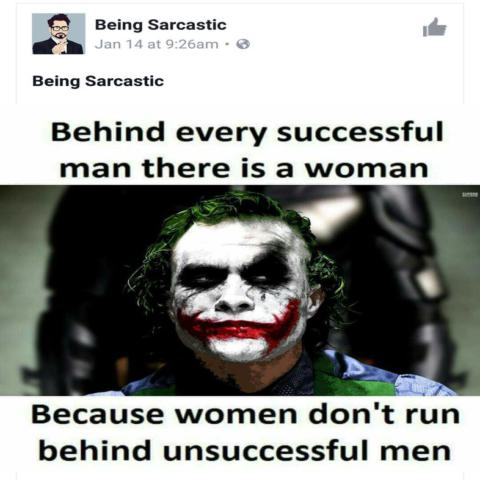 Being Sarcastic
Jan 14 at 9:26am •
Being Sarcastic
Behind every successful
man there is a woman
Because women don't run
behind unsuccessful men